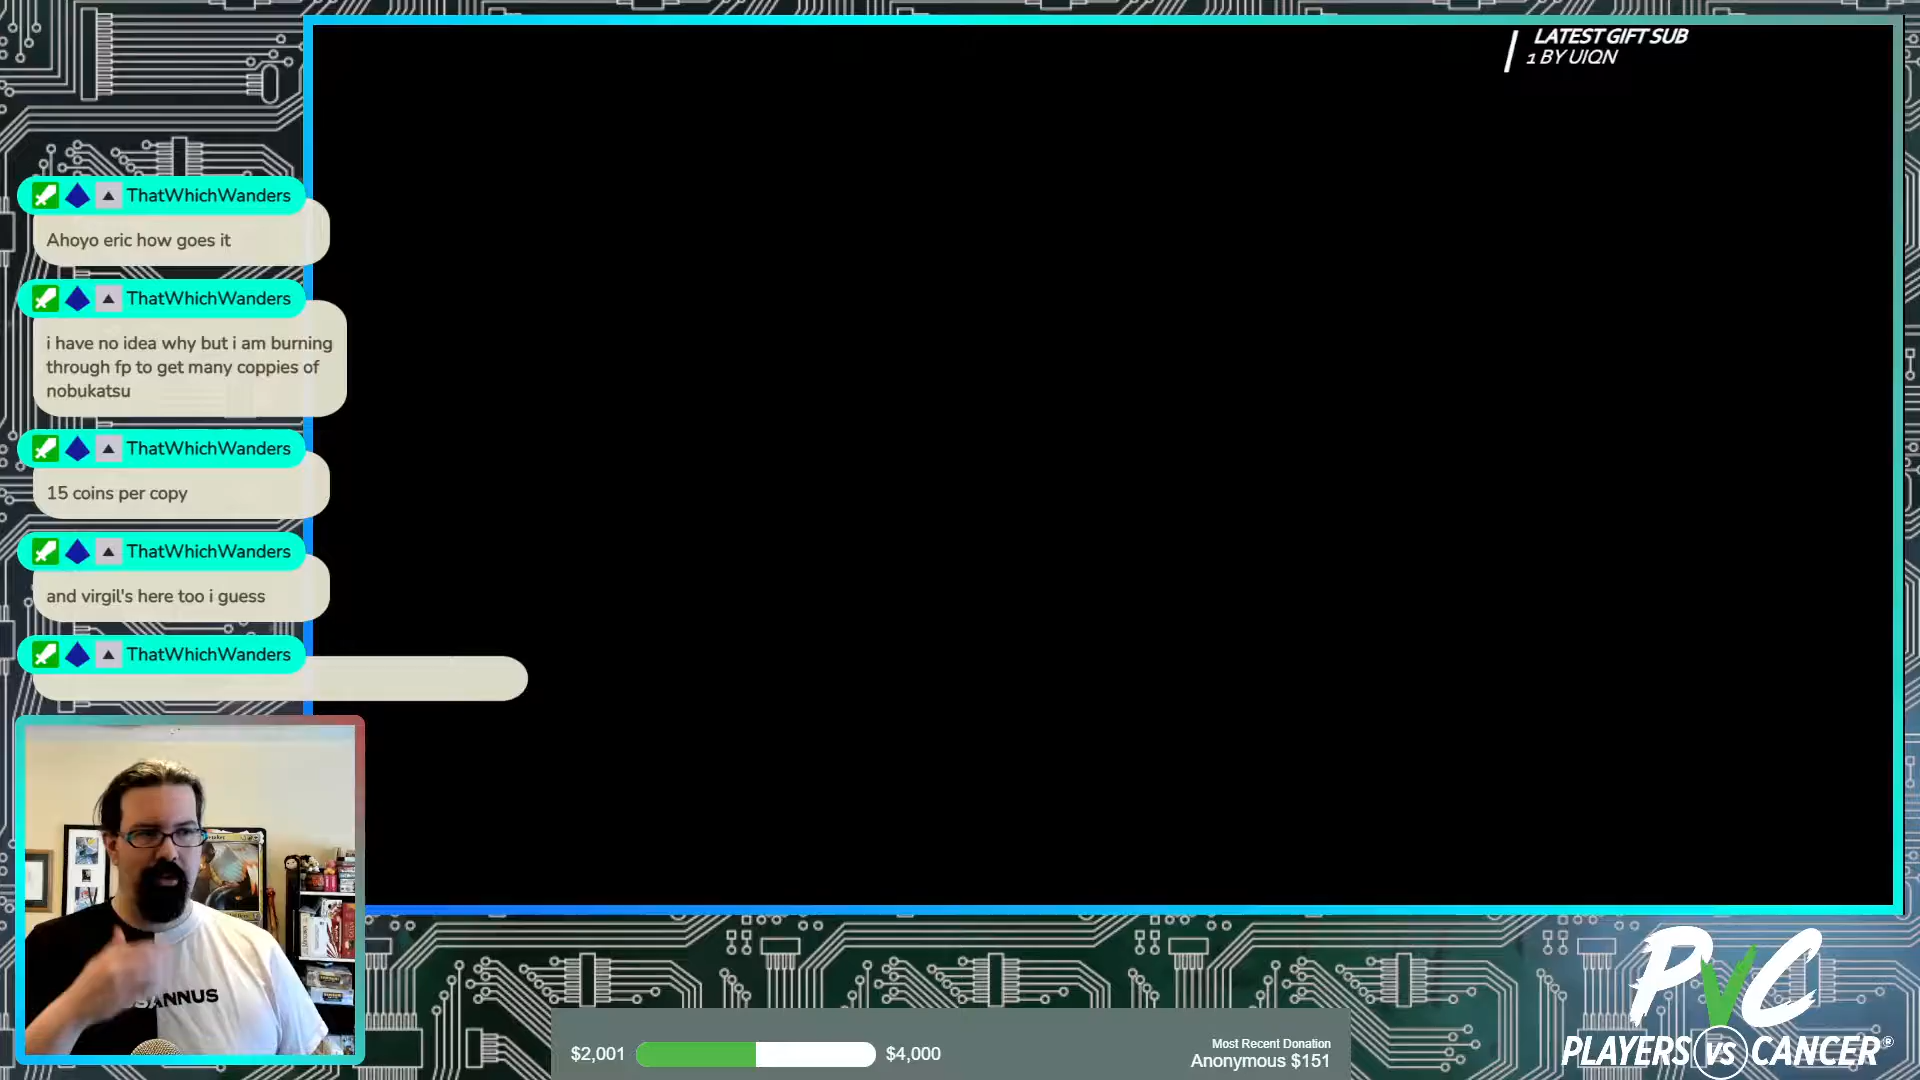 LATEST GIFT SUB
1 BY UIQN
ThatWhichWanders
Ahoyo eric how goes it
ThatWhichWanders
i have no idea why but i am burning
through fp to get many coppies of
nobukatsu
ThatWhichWanders
15 coins per copy
ThatWhichWanders
and virgil's here too i guess
ThatWhichWanders
SANNUS
$2,001
$4,000
Most Recent Donation
Anonymous $151
PVC
PLAYERS VS CANCER®